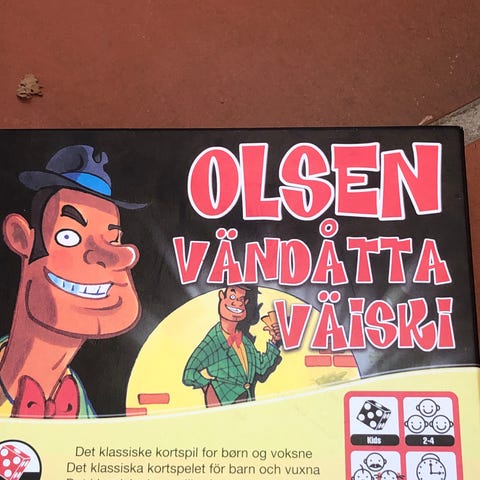 OLSEN
VÄNDÅTTA
VÄISKI
Det klassiske kortspil for børn og voksne
Det klassiska kortspelet för barn och vuxna
Kids
2-4